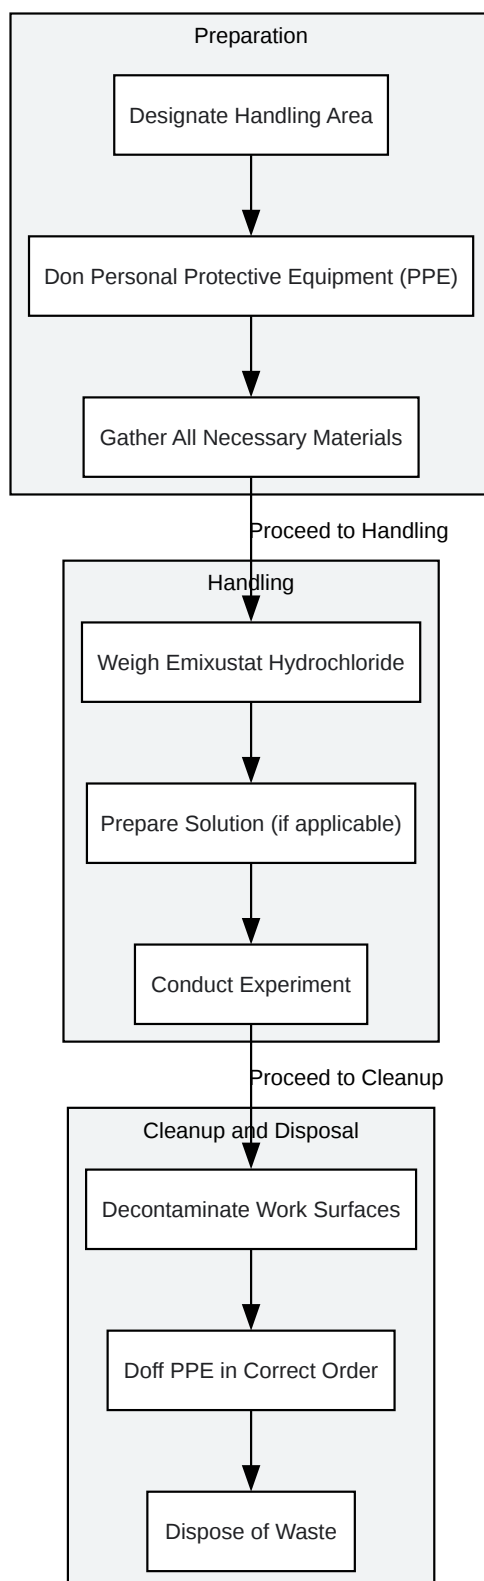 Preparation
Designate Handling Area
Don Personal Protective Equipment (PPE)
Gather All Necessary Materials
Proceed to Handling
Handling
Weigh Emixustat Hydrochloride
Prepare Solution (if applicable)
Conduct Experiment
Proceed to Cleanup
Cleanup and Disposal
Decontaminate Work Surfaces
Doff PPE in Correct Order
Dispose of Waste